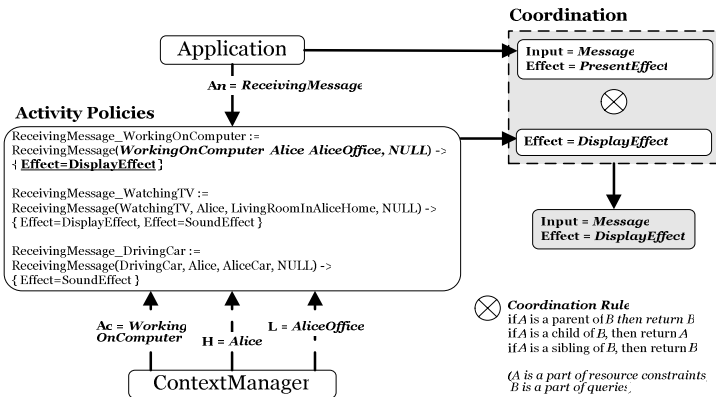 Coordination
Application
Input = Message
Effect = PresentEffect
An = ReceivingMessage
Activity Policies
ReceivingMessage_WorkingOnComputer :=
ReceivingMessage(WorkingOnComputer Alice AliceOffice, NULL) ->
{ Effect=DisplayEffect }
Effect = DisplayEffect
ReceivingMessage_WatchingTV :=
ReceivingMessage(WatchingTV, Alice, LivingRoomInAliceHome, NULL) ->
{ Effect=DisplayEffect, Effect=SoundEffect }
Input = Message
Effect = DisplayEffect
ReceivingMessage_DrivingCar :=
ReceivingMessage(DrivingCar, Alice, AliceCar, NULL) ->
{ Effect=SoundEffect }
Ac = Working
OnComputer
H = Alice
L = AliceOffice
ContextManager
Coordination Rule
if A is a parent of B then return B
if A is a child of B, then return A
if A is a sibling of B, then return B
(A is a part of resource constraints,
B is a part of queries)